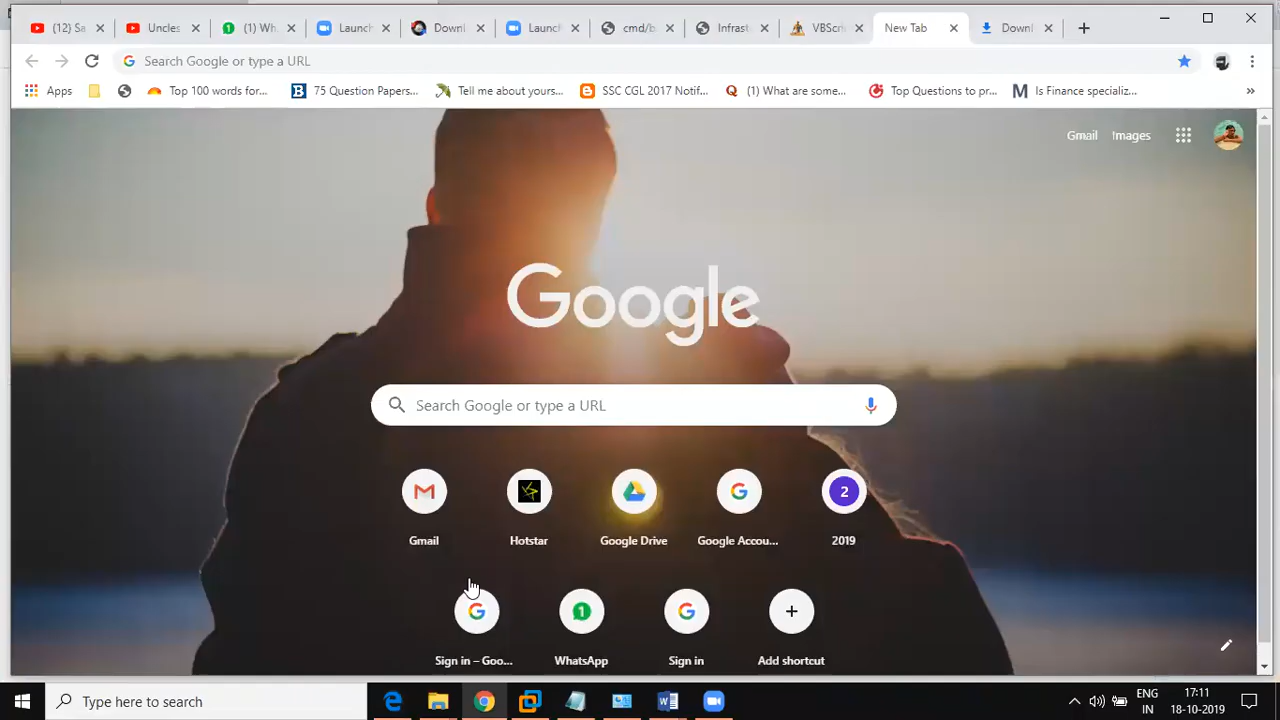 (12) Sa
Uncles
(1) Wh
Launch
Downl
Launch
cmd/b
Infrast
VBScri
New Tab
Downl
Search Google or type a URL
Apps
Top 100 words for...
75 Question Papers...
Tell me about yours...
SSC CGL 2017 Notif...
(1) What are some...
Top Questions to pr...
Is Finance specializ...
»
Gmail
Images
Google
Search Google or type a URL
2
Gmail
Hotstar
Google Drive
Google Accou...
2019
1
Sign in – Goo...
WhatsApp
Sign in
Add shortcut
Type here to search
ENG
IN
17:11
18-10-2019